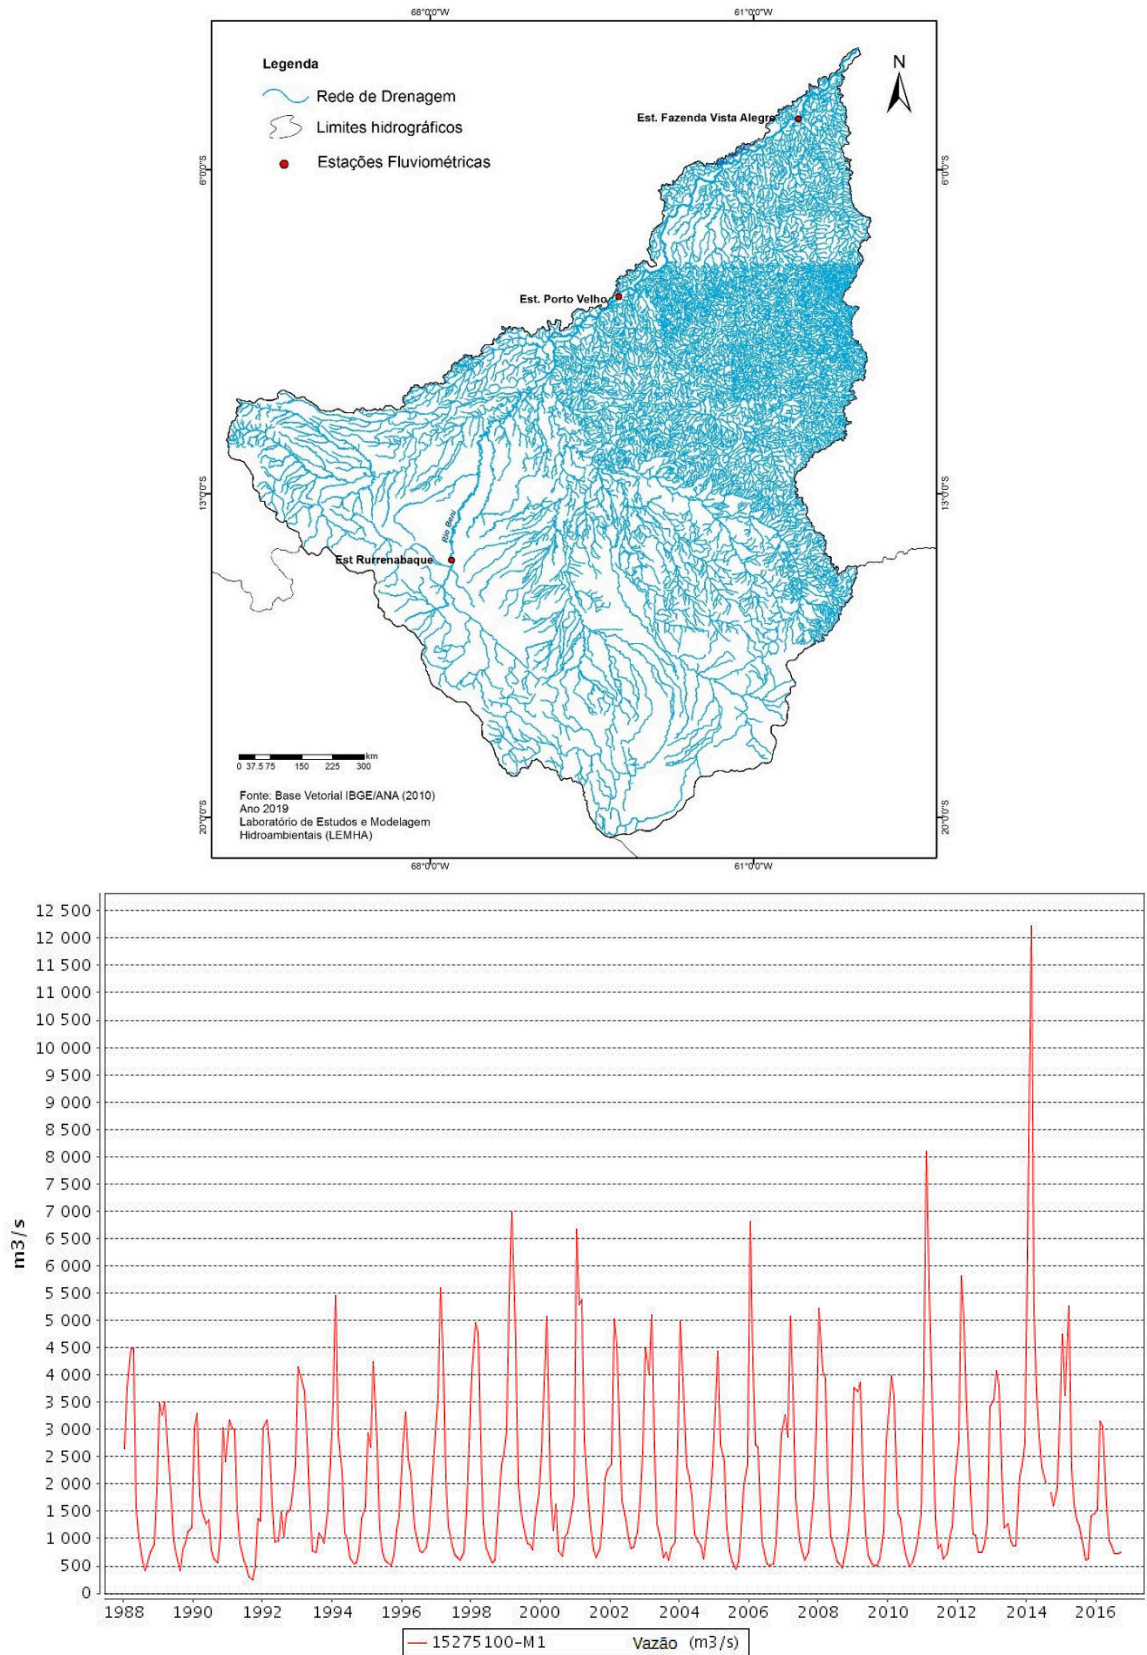 68°0'0"W
61°0'0"W
Legenda
Rede de Drenagem
Limites hidrográficos
Estações Fluviométricas
N
Est. Fazenda Vista Alegre
6°0'0"S
6°0'0"S
Est. Porto Velho
13°0'0"S
13°0'0"S
Rio Beni
Est Rurrenabaque
km
0 37.5 75 150 225 300
Fonte: Base Vetorial IBGE/ANA (2010)
Ano 2019
Laboratório de Estudos e Modelagem
Hidroambientais (LEMHA)
20°0'0"S
20°0'0"S
68°0'0"W
61°0'0"W
12 500
12 000
11 500
11 000
10 500
10 000
9 500
9 000
8 500
8 000
7 500
7 000
6 500
6 000
5 500
5 000
4 500
4 000
3 500
3 000
2 500
2 000
1 500
1 000
500
0
m3/s
1988 1990 1992 1994 1996 1998 2000 2002 2004 2006 2008 2010 2012 2014 2016
15275100-M1 Vazão (m3/s)